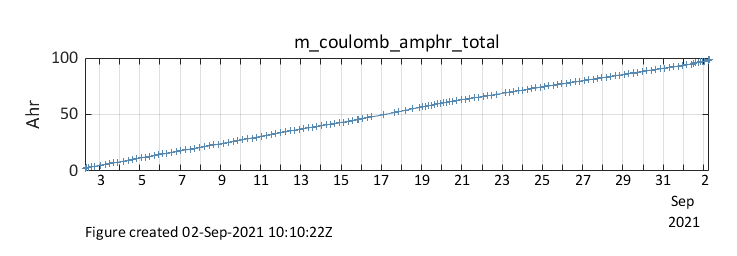 m_coulomb_amphr_total
Ahr
100
50
0
3 5 7 9 11 13 15 17 19 21 23 25 27 29 31 2
Sep
2021
Figure created 02-Sep-2021 10:10:22Z